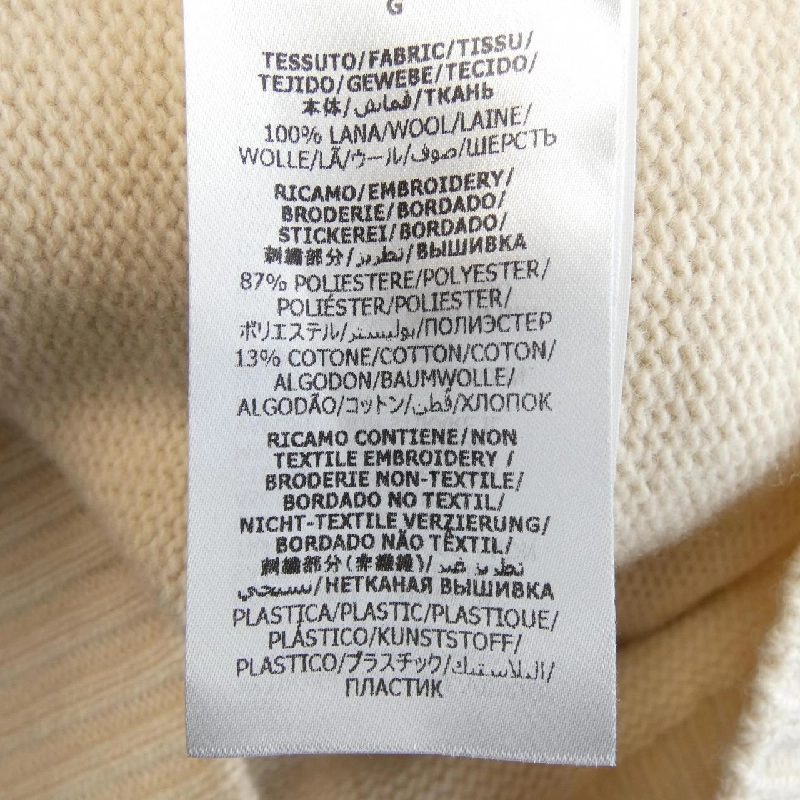 G
TESSUTO/FABRIC/TISSU/
TEJIDO/GEWEBE/TECIDO/
本体/قماش/ТКАНЬ
100% LANA/WOOL/LAINE/
WOLLE/LÃ/ウール/صوف/ШЕРСТЬ
RICAMO/EMBROIDERY/
BRODERIE/BORDADO/
STICKEREI/BORDADO/
刺繍部分/تطريز/ВЫШИВКА
87% POLIESTERE/POLYESTER/
POLIÉSTER/POLIESTER/
ポリエステル/بوليستر/ПОЛИЭСТЕР
13% COTONE/COTTON/COTON/
ALGODON/BAUMWOLLE/
ALGODÃO/コットン/قطن/ХЛОПОК
RICAMO CONTIENE/NON
TEXTILE EMBROIDERY /
BRODERIE NON-TEXTILE/
BORDADO NO TEXTIL/
NICHT-TEXTILE VERZIERUNG/
BORDADO NÃO TÊXTIL/
刺繍部分(非繊維)/تطريز غير
نسيجي/НЕТКАНАЯ ВЫШИВКА
PLASTICA/PLASTIC/PLASTIQUE/
PLÁSTICO/KUNSTSTOFF/
PLASTICO/プラスチック/البلاستيك/
ПЛАСТИК